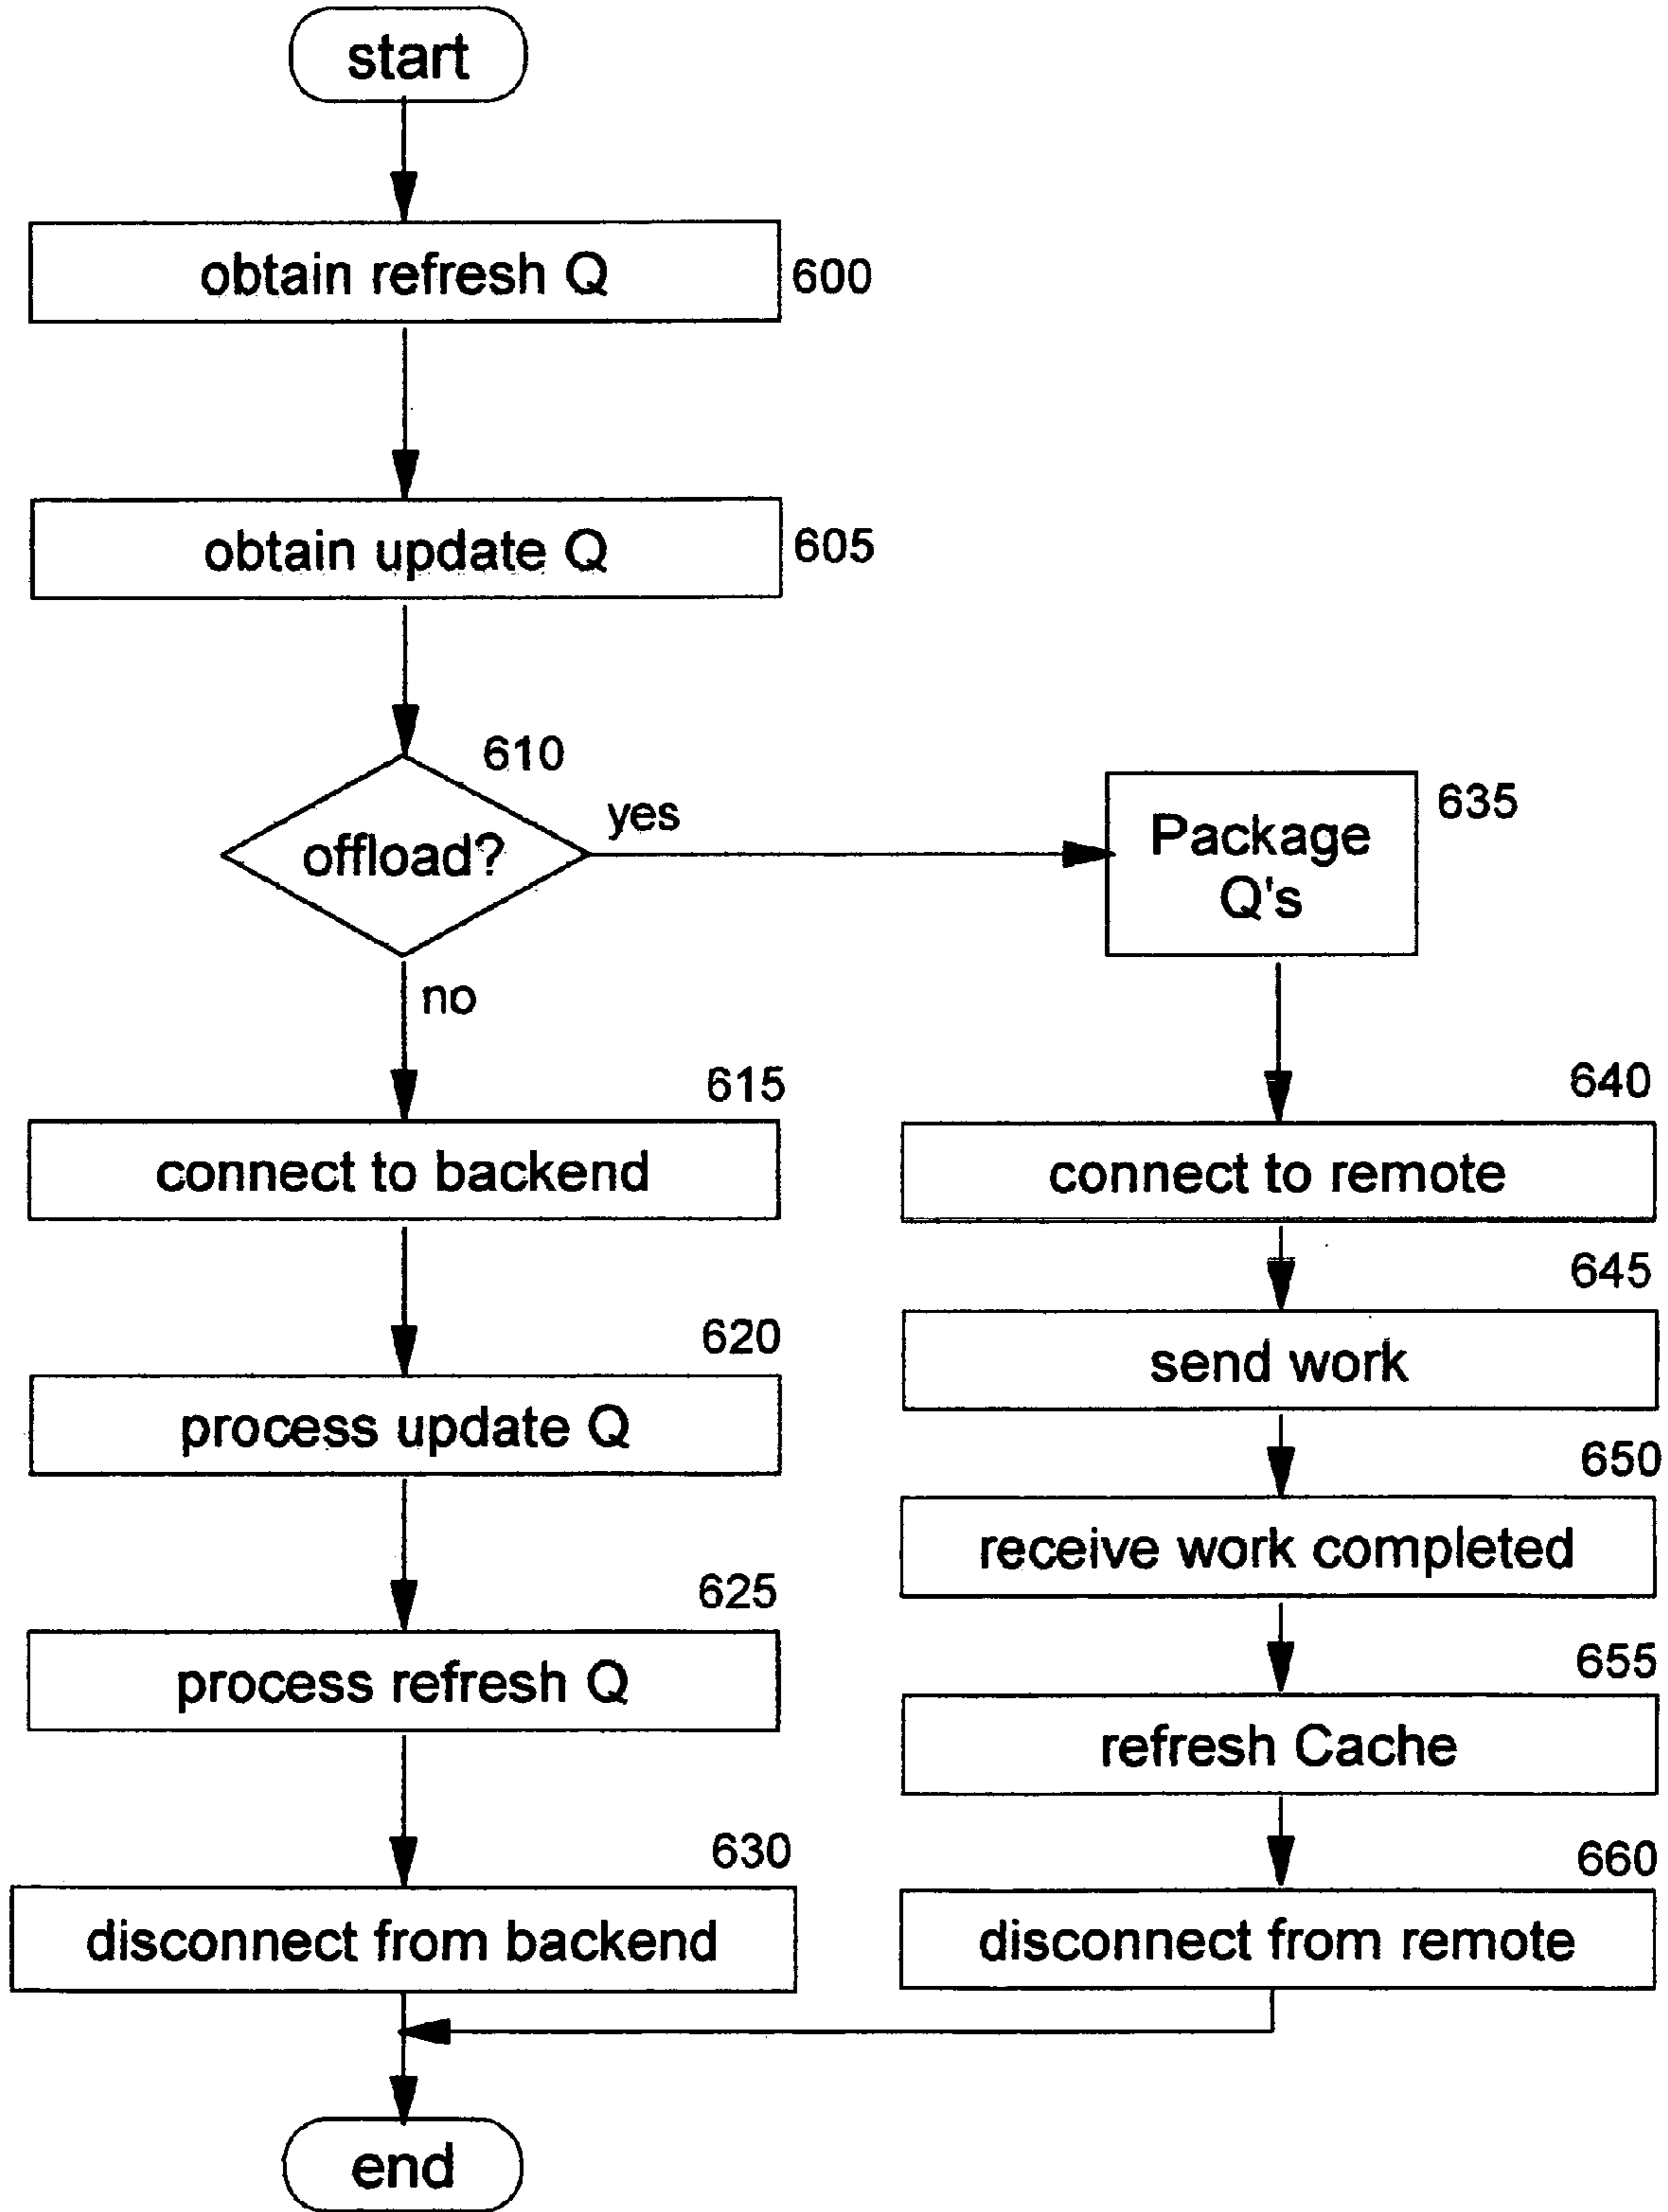 start
obtain refresh Q
600
obtain update Q
605
610
offload?
yes
no
Package
Q's
635
615
connect to backend
620
process update Q
625
process refresh Q
630
disconnect from backend
640
connect to remote
645
send work
650
receive work completed
655
refresh Cache
660
disconnect from remote
end